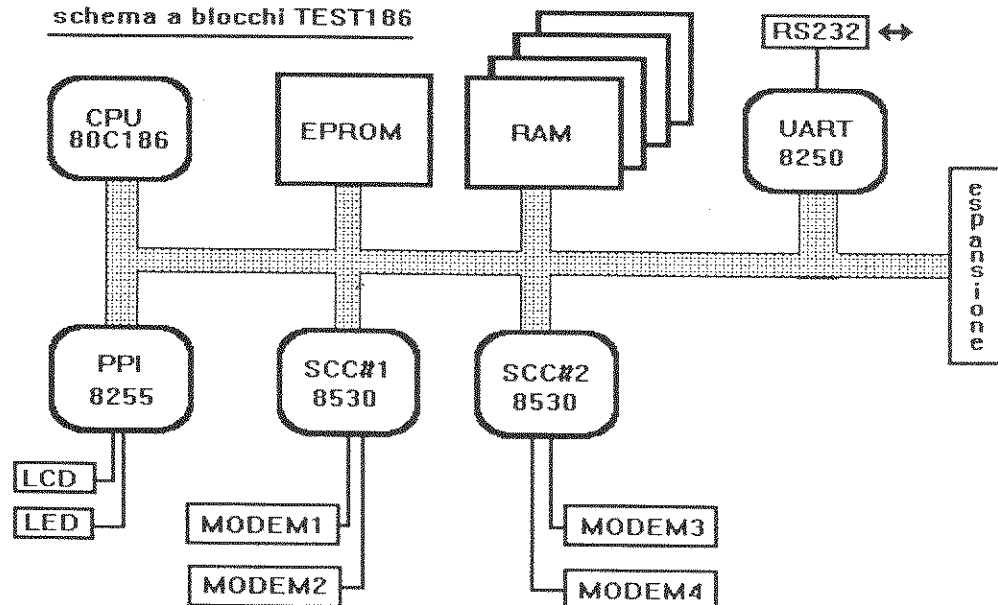 schema a blocchi TEST186
RS232
CPU
80C186
EPROM
RAM
UART
8250
espansione
PPI
8255
SCC#1
8530
SCC#2
8530
LCD
LED
MODEM1
MODEM2
MODEM3
MODEM4